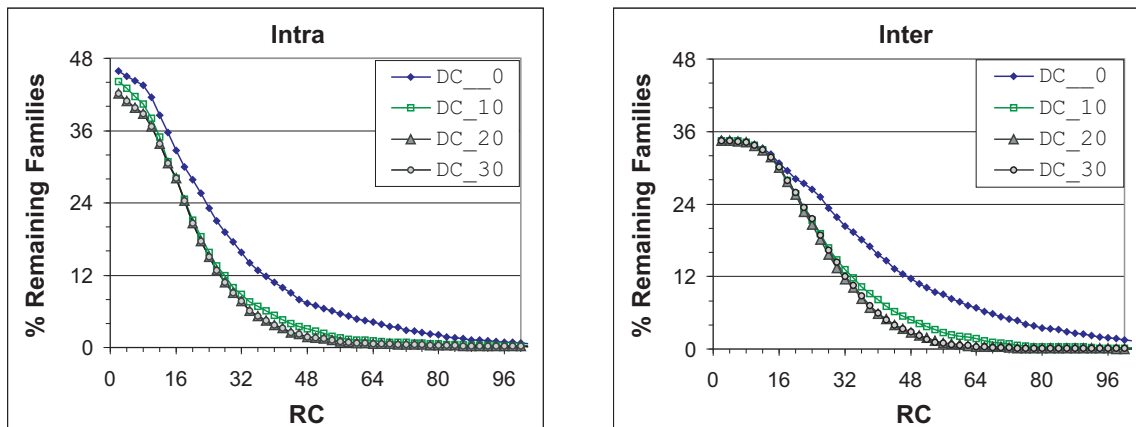 Intra
% Remaining Families
48
36
24
12
0
0 16 32 48 64 80 96
RC
DC__0
DC_10
DC_20
DC_30
Inter
% Remaining Families
48
36
24
12
0
0 16 32 48 64 80 96
RC
DC__0
DC_10
DC_20
DC_30